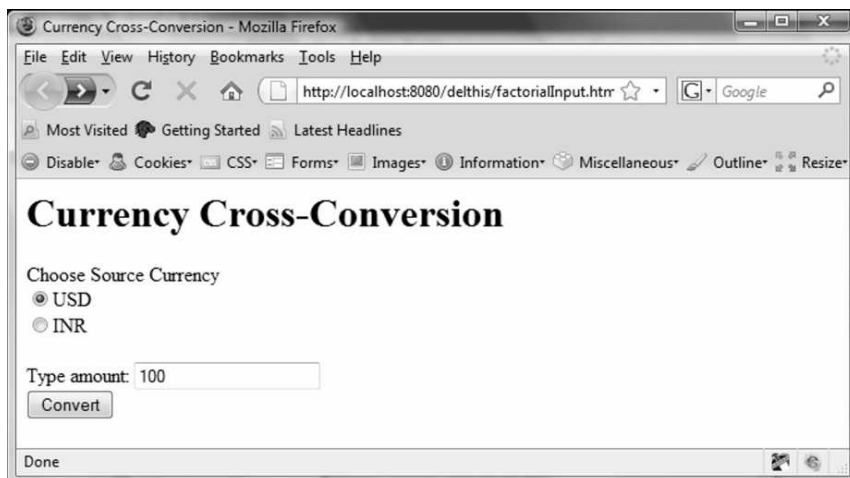 Currency Cross-Conversion - Mozilla Firefox
File Edit View History Bookmarks Tools Help
http://localhost:8080/delthis/factorialInput.htm
G Google
Most Visited Getting Started Latest Headlines
Disable Cookies CSS Forms Images Information Miscellaneous Outline Resize
Currency Cross-Conversion
Choose Source Currency
USD
INR
Type amount: 100
Convert
Done